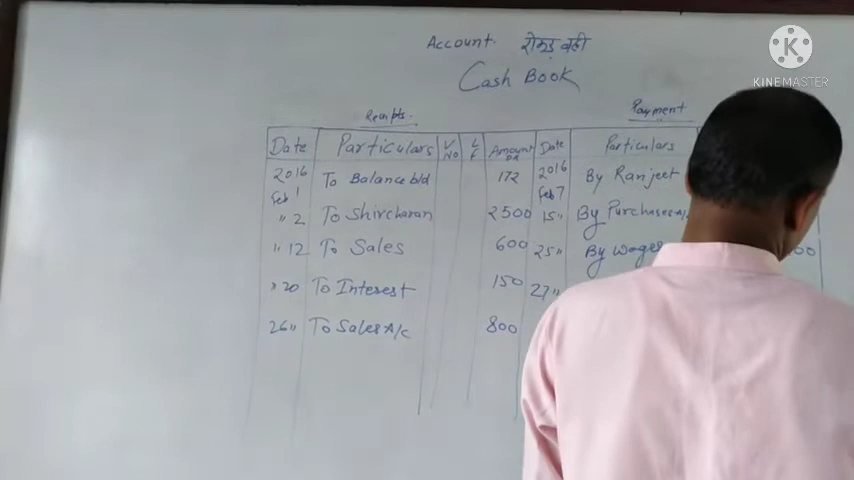 Account. रोकड़ बही
Cash Book
KINEMASTER
Receipts.
Payment
Date Particulars V No L F Amount Date Particulars
2016 Feb 1 To Balance b/d 172 2016 Feb 7 By Ranjeet
" 2 To Shircharan 2500 15 " By Purchases A/
" 12 To Sales 600 25 " By Wages
" 20 To Interest 150 27 "
26 " To Sales A/c 800